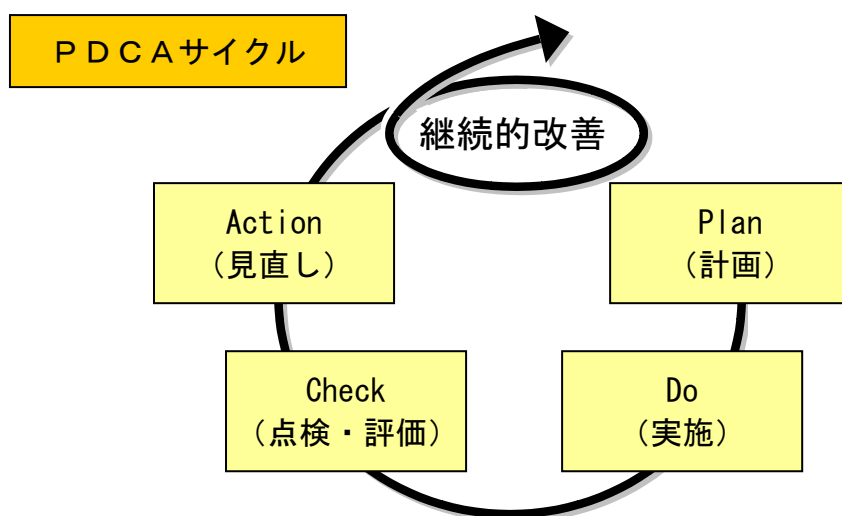 ＰＤＣＡサイクル
継続的改善
Action
（見直し）
Plan
（計画）
Check
（点検・評価）
Do
（実施）